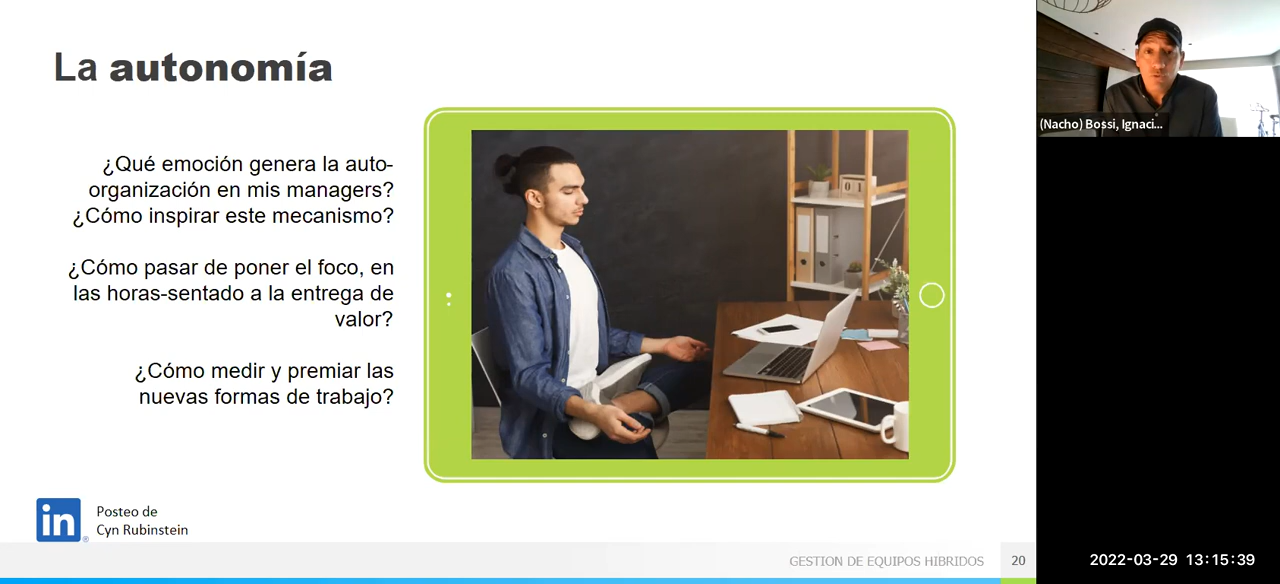 La autonomía
¿Qué emoción genera la auto-
organización en mis managers?
¿Cómo inspirar este mecanismo?
¿Cómo pasar de poner el foco, en
las horas-sentado a la entrega de
valor?
¿Cómo medir y premiar las
nuevas formas de trabajo?
01
in
®
Posteo de
Cyn Rubinstein
GESTION DE EQUIPOS HIBRIDOS
20
(Nacho) Bossi, Ignaci...
2022-03-29 13:15:39